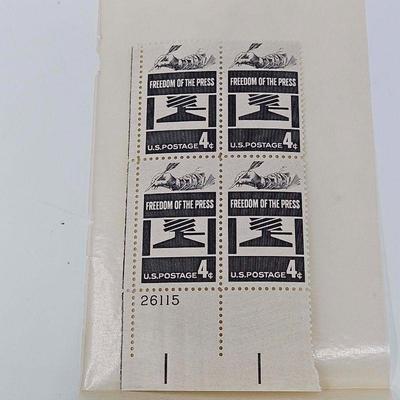 FREEDOM OF THE PRESS FREEDOM OF THE PRESS
U.S.POSTAGE 4¢ U.S.POSTAGE 4¢
FREEDOM OF THE PRESS FREEDOM OF THE PRESS
U.S.POSTAGE 4¢ U.S.POSTAGE 4¢
26115